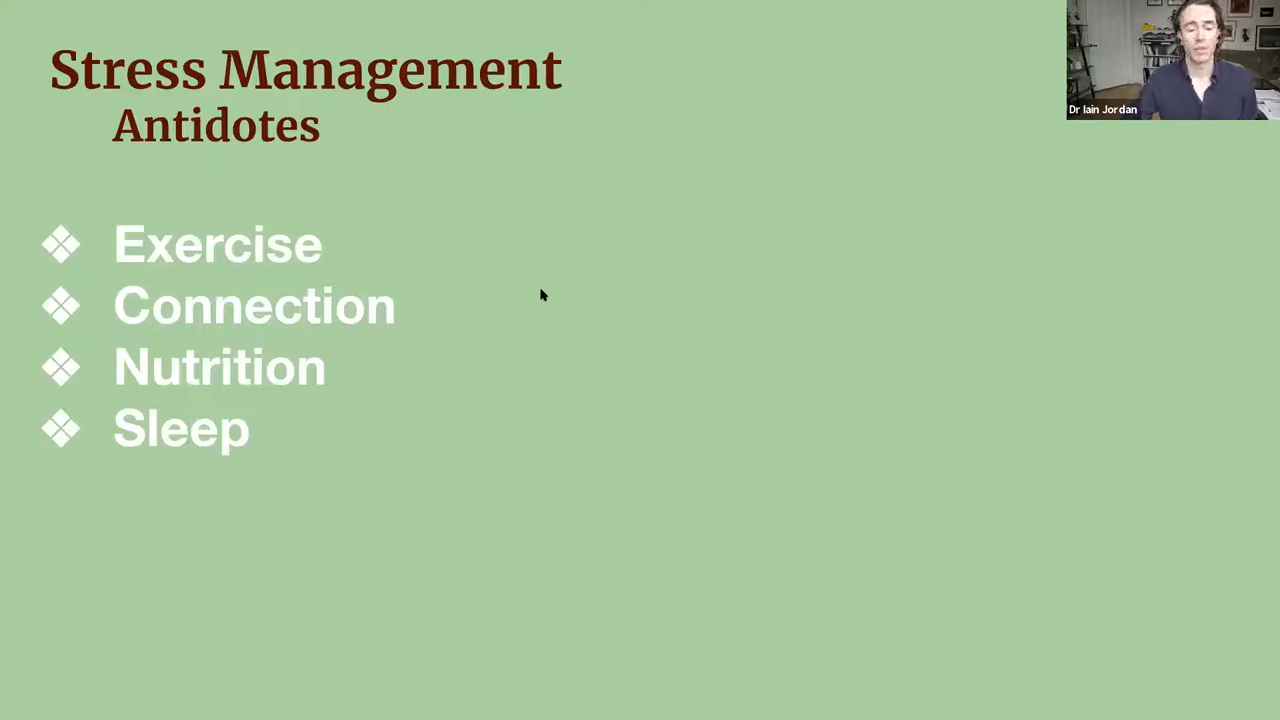 Stress Management
Antidotes
Dr Iain Jordan
❖ Exercise
❖ Connection
❖ Nutrition
❖ Sleep